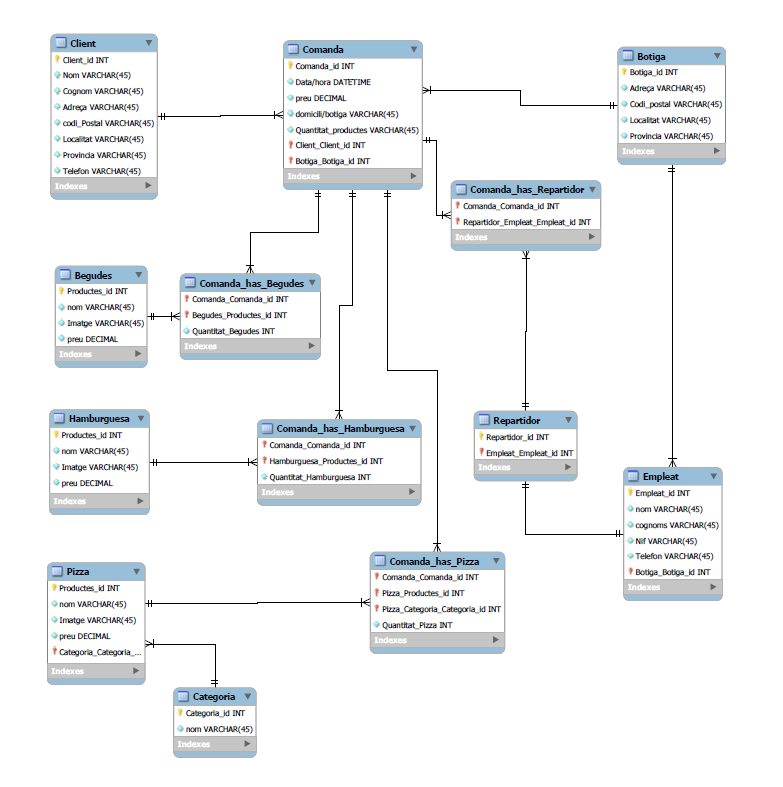 Client
Client_id INT
Nom VARCHAR(45)
Cognom VARCHAR(45)
Adreça VARCHAR(45)
codi_Postal VARCHAR(45)
Localitat VARCHAR(45)
Provincia VARCHAR(45)
Telefon VARCHAR(45)
Indexes
Comanda
Comanda_id INT
Data/hora DATETIME
preu DECIMAL
domicili/botiga VARCHAR(45)
Quantitat_productes VARCHAR(45)
Client_Client_id INT
Botiga_Botiga_id INT
Indexes
Botiga
Botiga_id INT
Adreça VARCHAR(45)
Codi_postal VARCHAR(45)
Localitat VARCHAR(45)
Provincia VARCHAR(45)
Indexes
Comanda_has_Repartidor
Comanda_Comanda_id INT
Repartidor_Empleat_Empleat_id INT
Indexes
Begudes
Productes_id INT
nom VARCHAR(45)
Imatge VARCHAR(45)
preu DECIMAL
Indexes
Comanda_has_Begudes
Comanda_Comanda_id INT
Begudes_Productes_id INT
Quantitat_Begudes INT
Indexes
Hamburguesa
Productes_id INT
nom VARCHAR(45)
Imatge VARCHAR(45)
preu DECIMAL
Indexes
Comanda_has_Hamburguesa
Comanda_Comanda_id INT
Hamburguesa_Productes_id INT
Quantitat_Hamburguesa INT
Indexes
Repartidor
Repartidor_id INT
Empleat_Empleat_id INT
Indexes
Empleat
Empleat_id INT
nom VARCHAR(45)
cognoms VARCHAR(45)
Nif VARCHAR(45)
Telefon VARCHAR(45)
Botiga_Botiga_id INT
Indexes
Pizza
Productes_id INT
nom VARCHAR(45)
Imatge VARCHAR(45)
preu DECIMAL
Categoria_Categoria_...
Indexes
Comanda_has_Pizza
Comanda_Comanda_id INT
Pizza_Productes_id INT
Pizza_Categoria_Categoria_id INT
Quantitat_Pizza INT
Indexes
Categoria
Categoria_id INT
nom VARCHAR(45)
Indexes